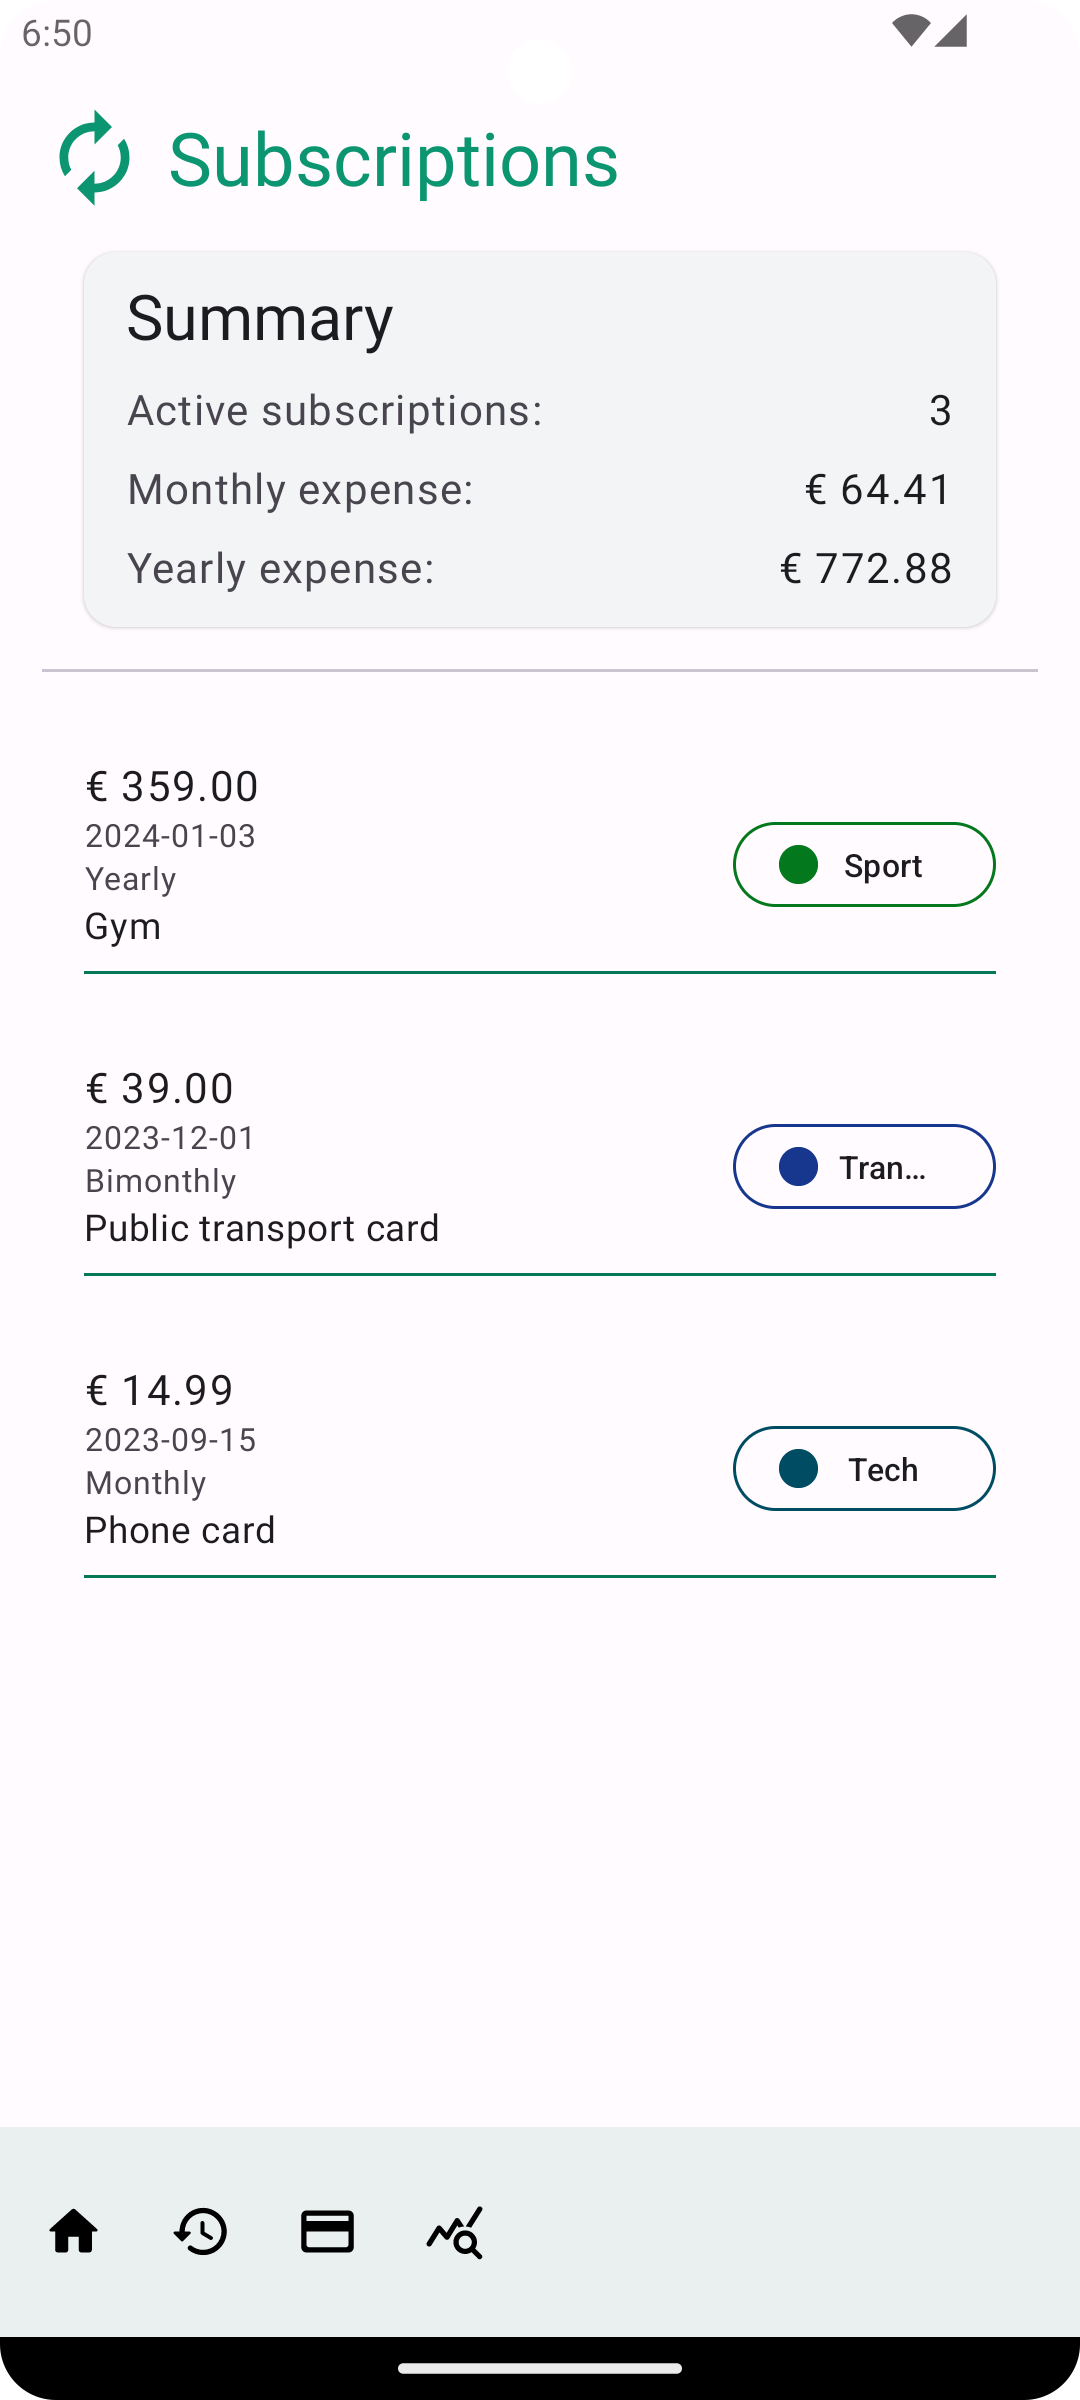 6:50
Subscriptions
Summary
Active subscriptions: 3
Monthly expense: € 64.41
Yearly expense: € 772.88
€ 359.00
2024-01-03
Yearly
Gym
Sport
€ 39.00
2023-12-01
Bimonthly
Public transport card
Tran...
€ 14.99
2023-09-15
Monthly
Phone card
Tech